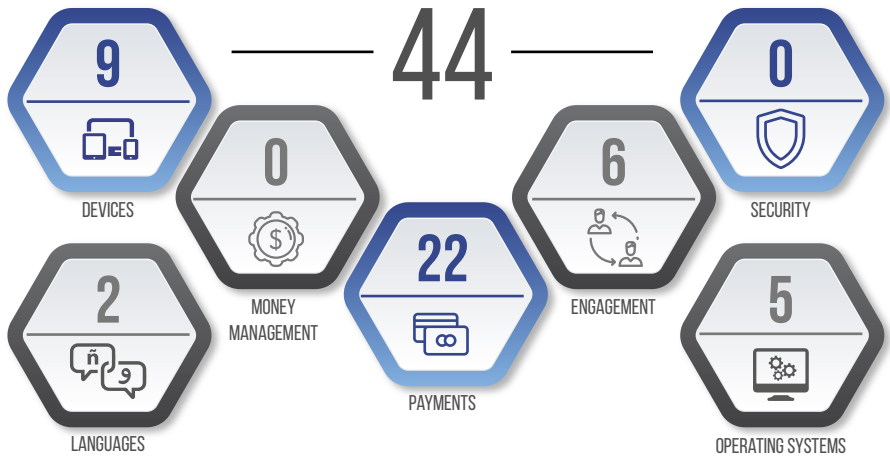 44
9
DEVICES
0
MONEY
MANAGEMENT
22
PAYMENTS
6
ENGAGEMENT
0
SECURITY
2
ñ
و
LANGUAGES
5
OPERATING SYSTEMS
$